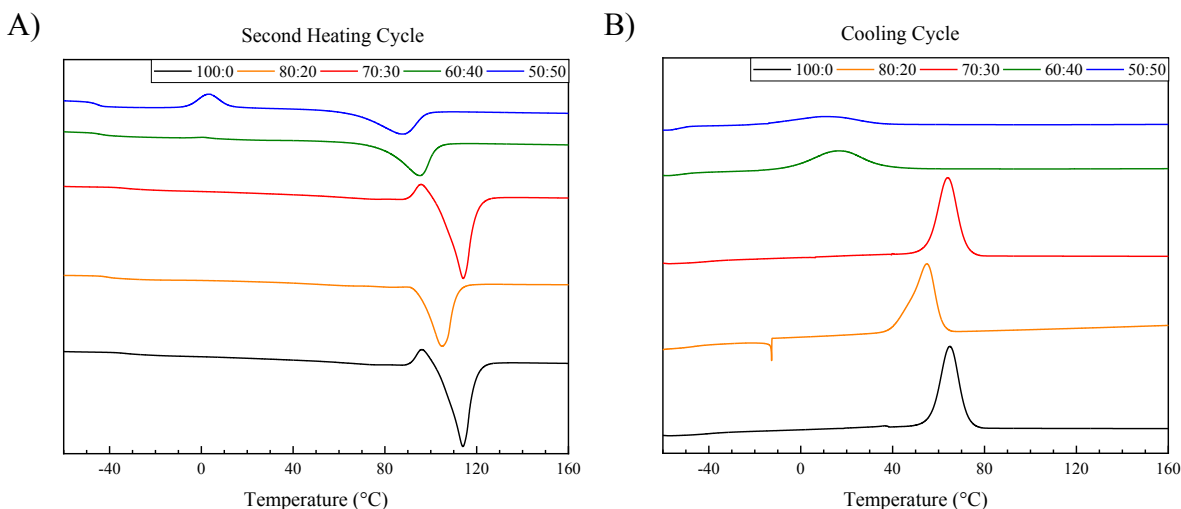 A)
Second Heating Cycle
100:0 80:20 70:30 60:40 50:50
-40 0 40 80 120 160
Temperature (°C)
B)
Cooling Cycle
100:0 80:20 70:30 60:40 50:50
-40 0 40 80 120 160
Temperature (°C)